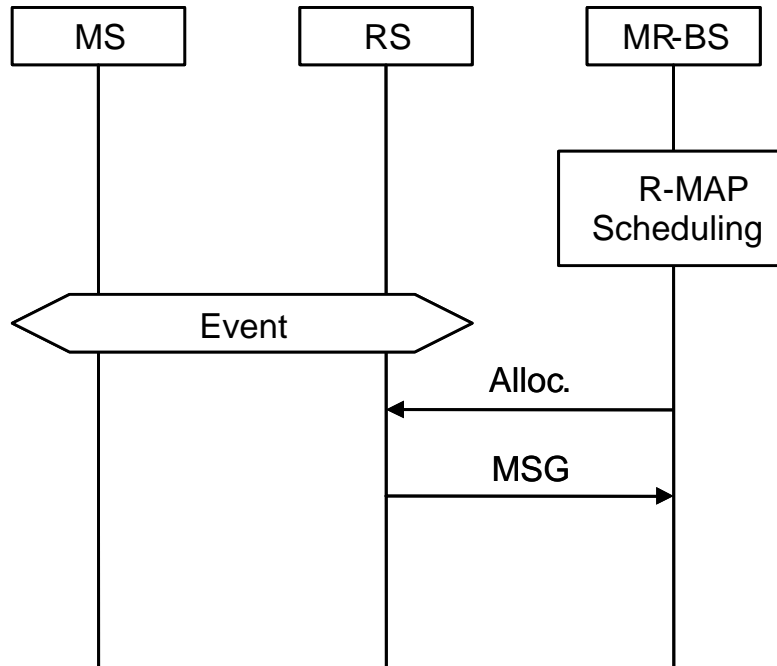 MS
RS
MR-BS
R-MAP
Scheduling
Event
Alloc.
MSG